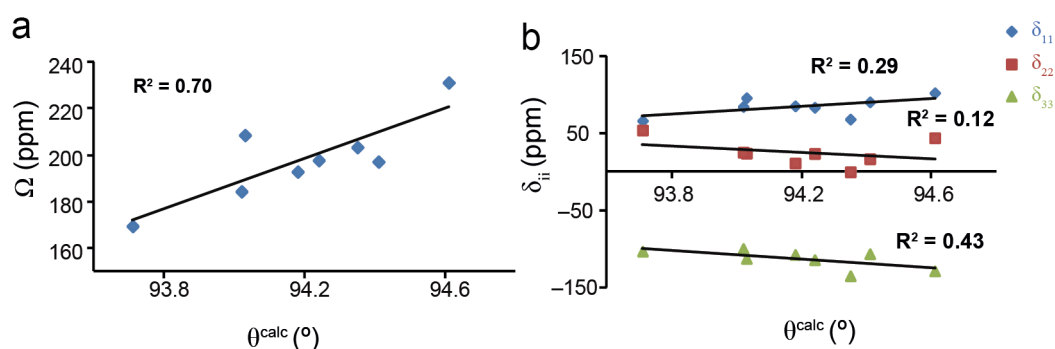 a
240
220
200
180
160
Ω (ppm)
R² = 0.70
93.8
94.2
94.6
θᶜᵃˡᶜ (°)
b
150
50
−50
−150
δᵢᵢ (ppm)
R² = 0.29
R² = 0.12
R² = 0.43
93.8
94.2
94.6
θᶜᵃˡᶜ (°)
δ₁₁
δ₂₂
δ₃₃